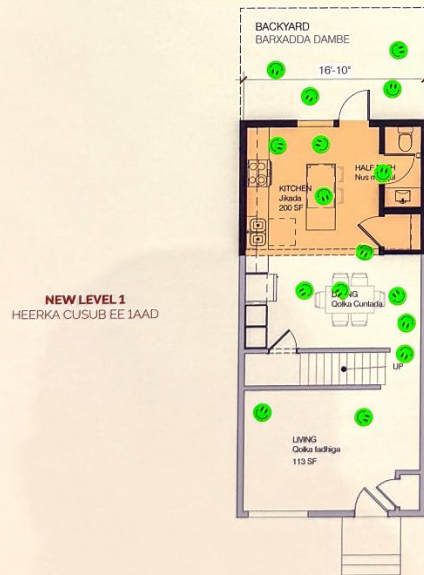 BACKYARD
BARXADDA DAMBE
16'-10"
HALF
Nus
KITCHEN
Jikada
200 SF
NEW LEVEL 1
HEERKA CUSUB EE 1AAD
Qolka Cuntada
UP
LIVING
Qolka fadhiga
113 SF